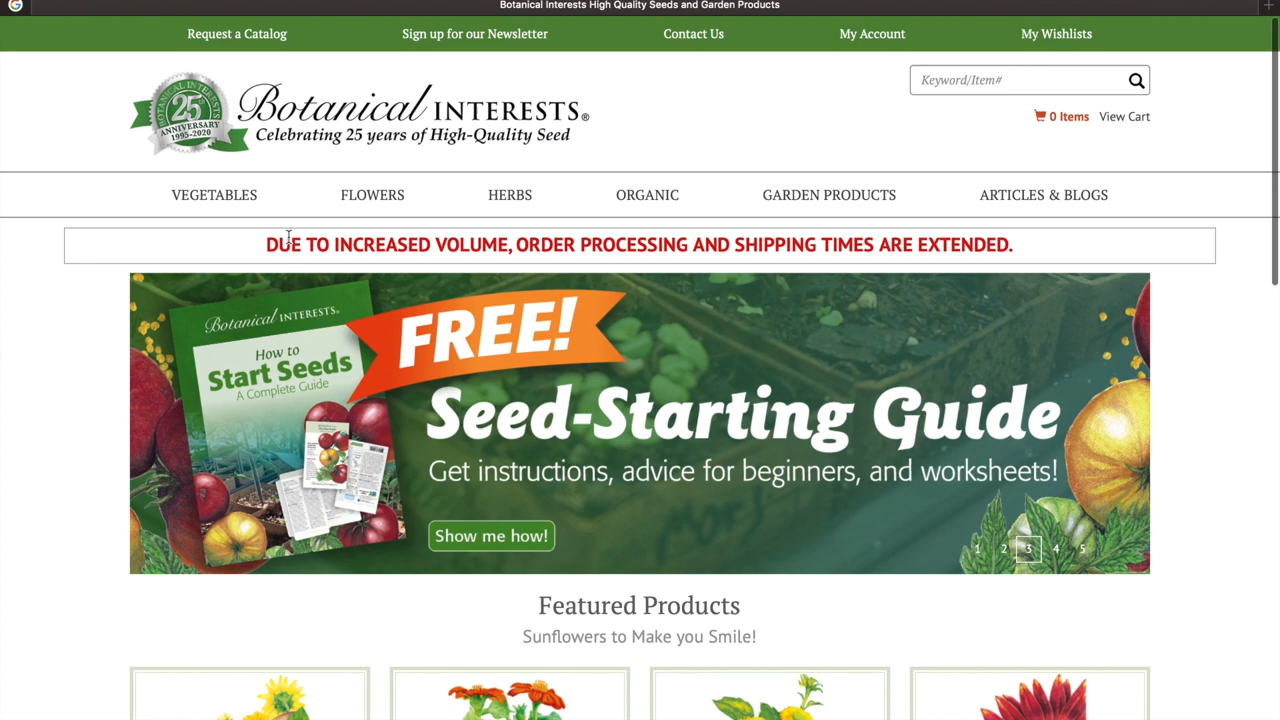 Botanical Interests High Quality Seeds and Garden Products
Request a Catalog
Sign up for our Newsletter
Contact Us
My Account
My Wishlists
BOTANICAL INTERESTS
25th
ANNIVERSARY
1995-2020
Botanical INTERESTS®
Celebrating 25 years of High-Quality Seed
Keyword/Item#
0 Items View Cart
VEGETABLES
FLOWERS
HERBS
ORGANIC
GARDEN PRODUCTS
ARTICLES & BLOGS
DUE TO INCREASED VOLUME, ORDER PROCESSING AND SHIPPING TIMES ARE EXTENDED.
Botanical INTERESTS®
How to
Start Seeds
A Complete Guide
FREE!
Seed-Starting Guide
Get instructions, advice for beginners, and worksheets!
Show me how!
1 2 3 4 5
Featured Products
Sunflowers to Make you Smile!